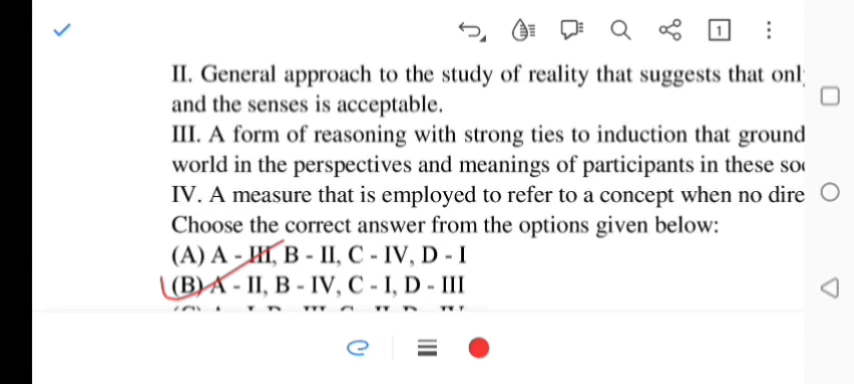 1
II. General approach to the study of reality that suggests that onl
and the senses is acceptable.
III. A form of reasoning with strong ties to induction that ground
world in the perspectives and meanings of participants in these so
IV. A measure that is employed to refer to a concept when no dire
Choose the correct answer from the options given below:
(A) A - III, B - II, C - IV, D - I
(B) A - II, B - IV, C - I, D - III